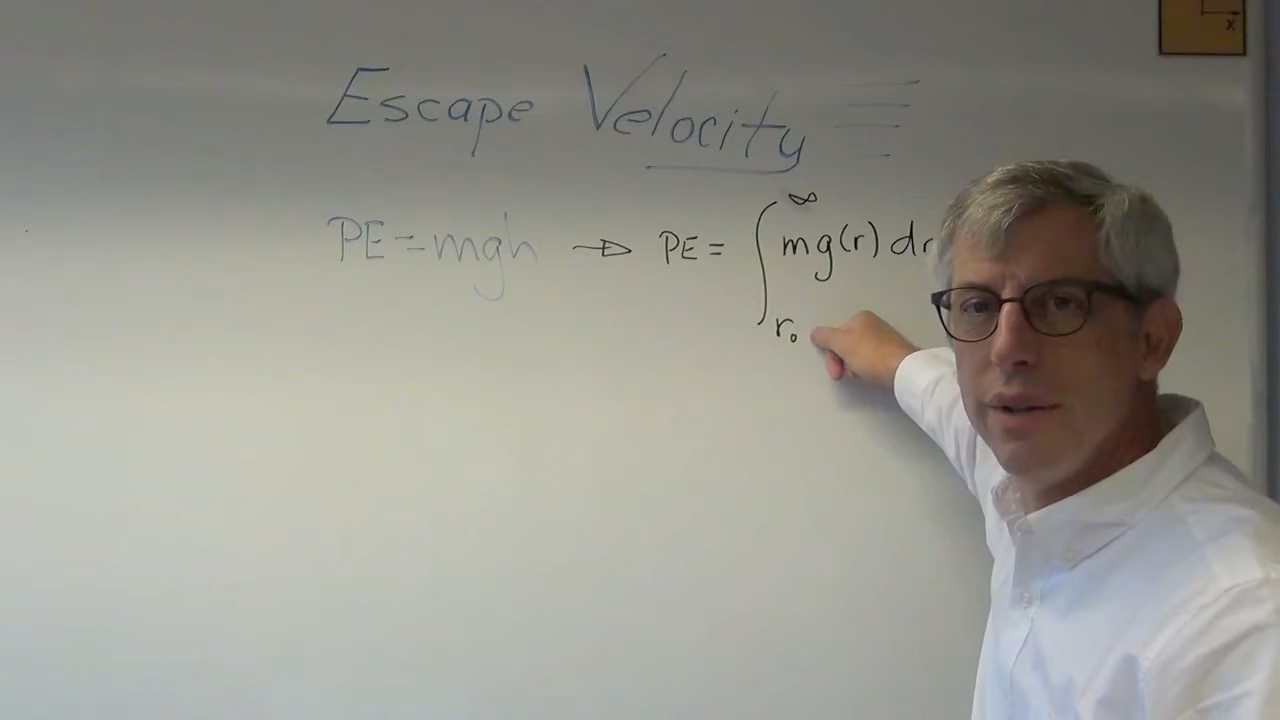 x
Escape Velocity
PE = mgh → PE = ∫_{r₀}^{∞} mg(r) dr